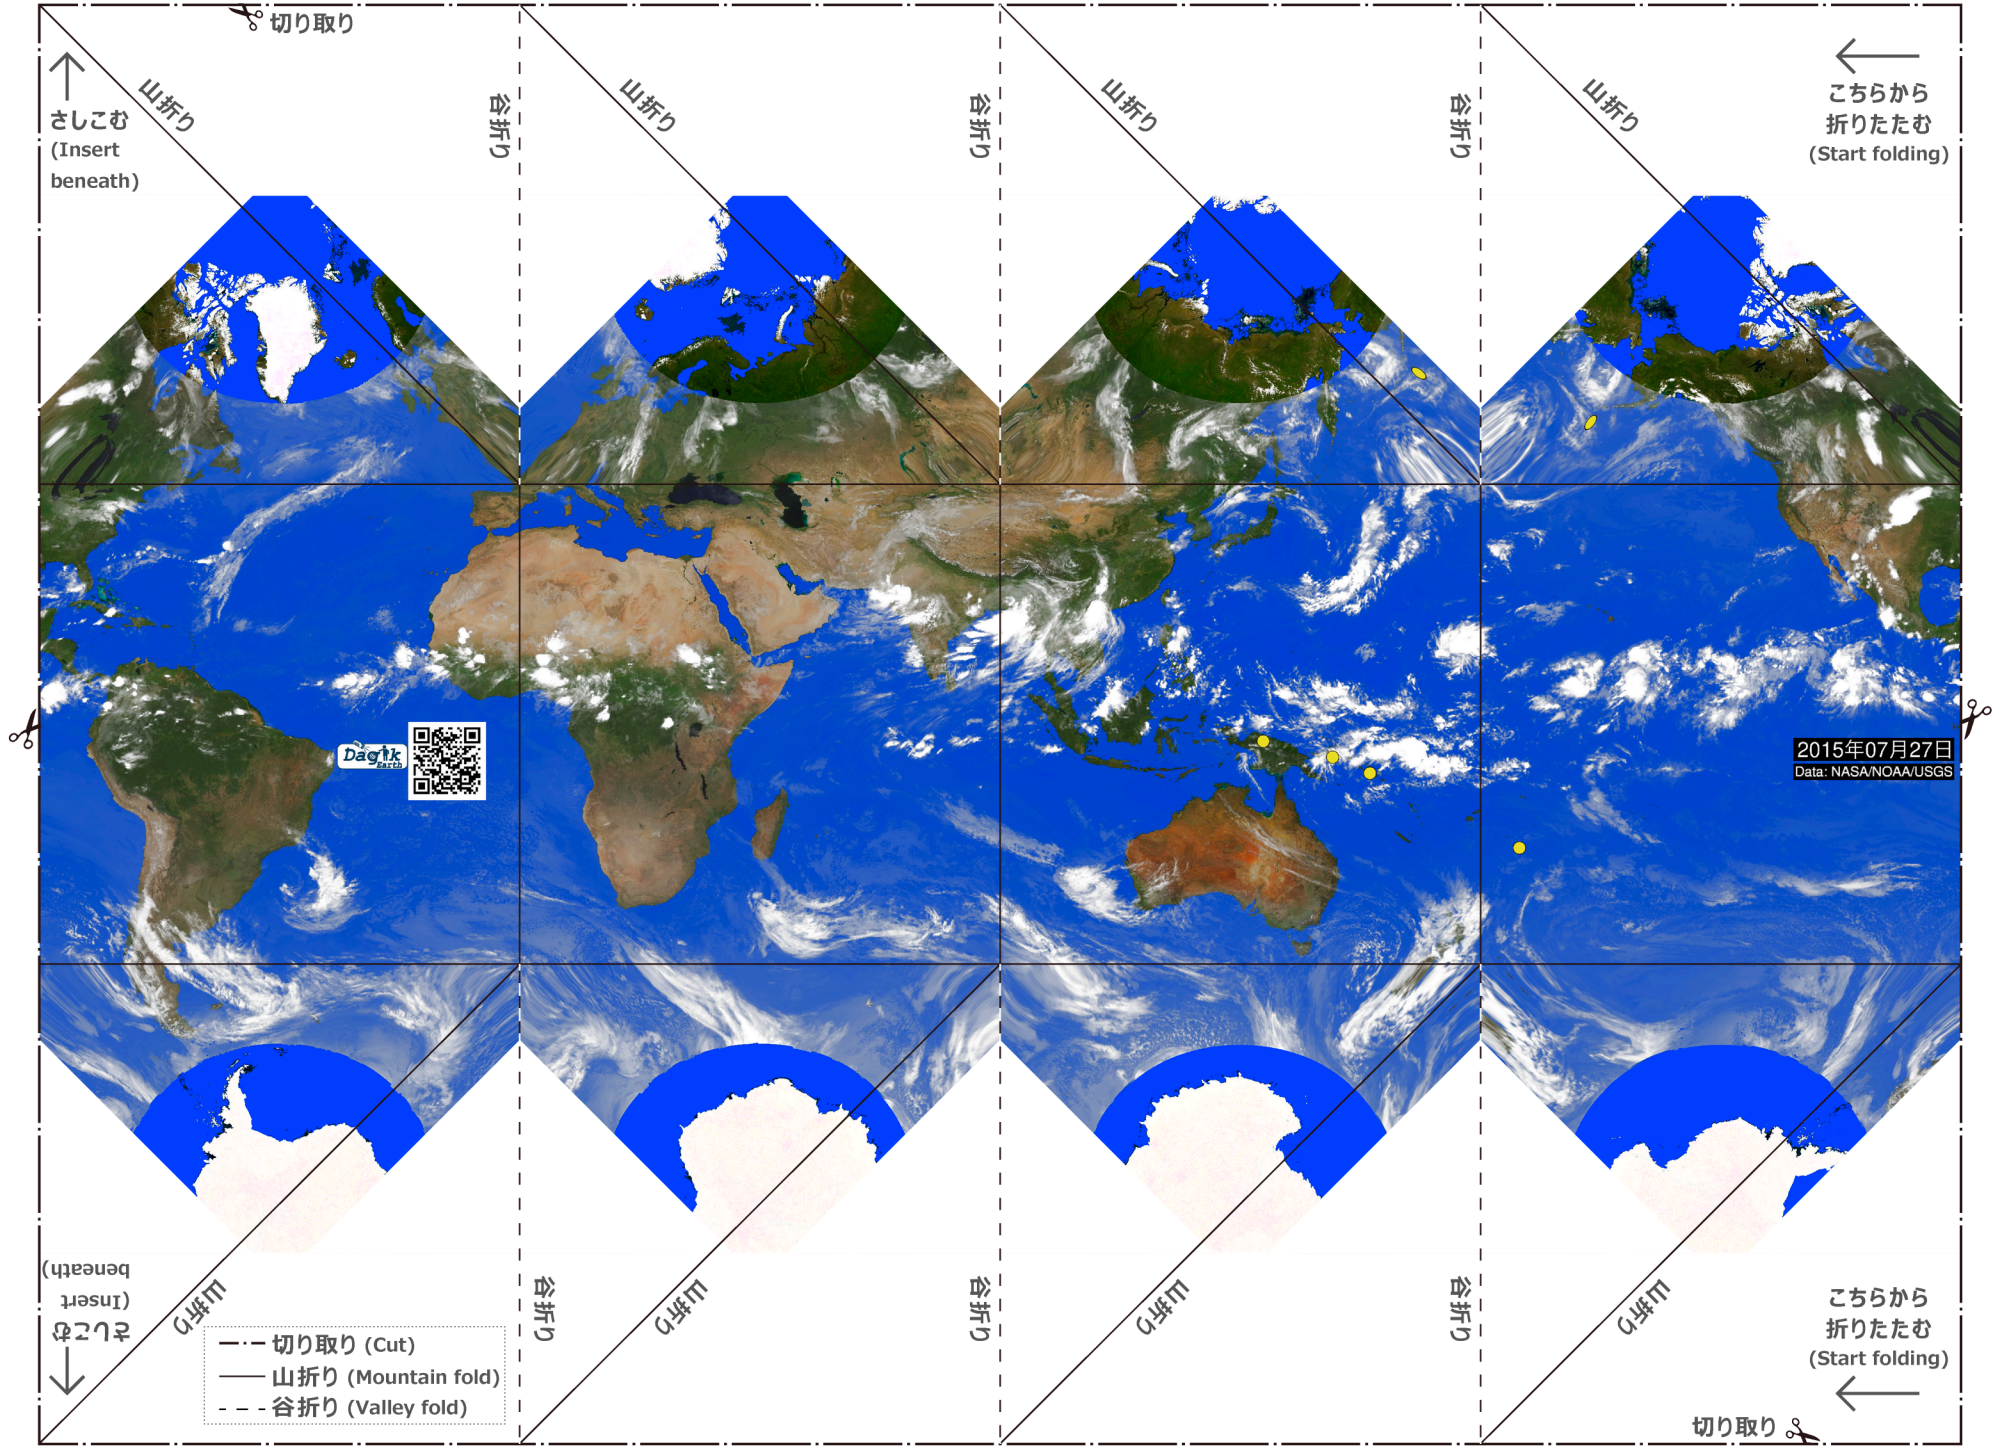 切り取り
さしこむ
(Insert
beneath)
山折り
谷折り
山折り
谷折り
山折り
谷折り
山折り
こちらから
折りたたむ
(Start folding)
Dagik
Earth
2015年07月27日
Data: NASA/NOAA/USGS
さしこむ
(Insert
beneath)
山折り
谷折り
山折り
谷折り
山折り
谷折り
山折り
こちらから
折りたたむ
(Start folding)
切り取り (Cut)
山折り (Mountain fold)
谷折り (Valley fold)
切り取り